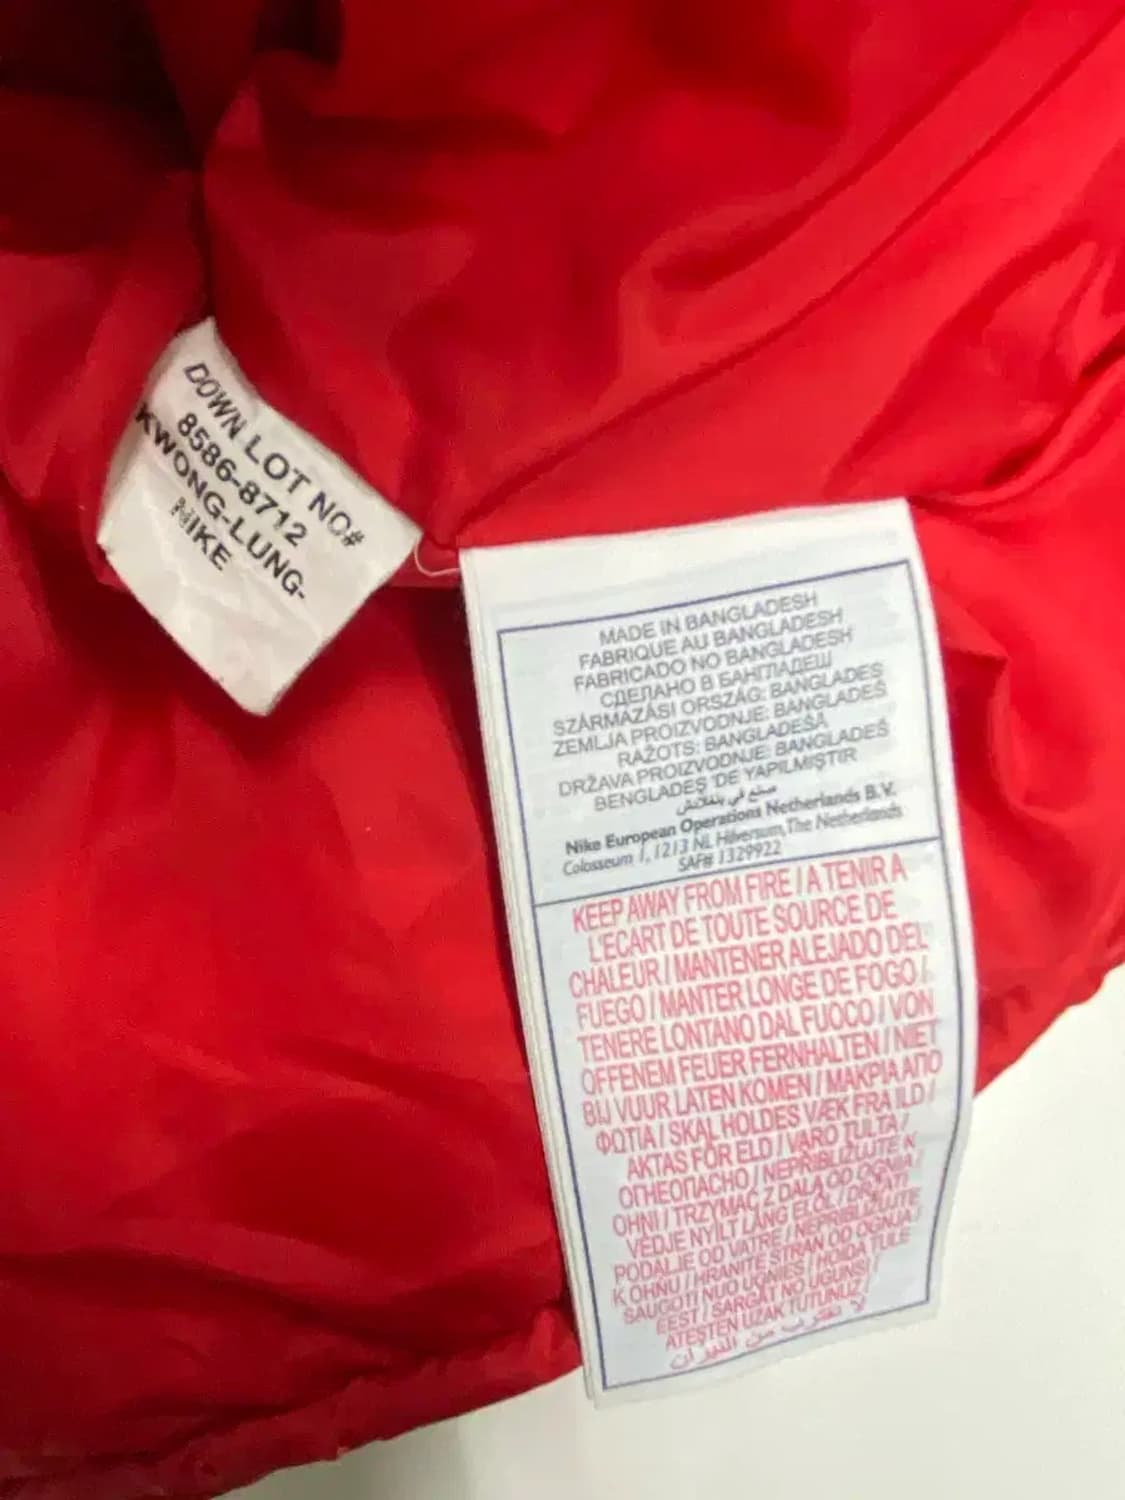 DOWN LOT NO#
8586-8712
KWONG-LUNG-
NIKE
MADE IN BANGLADESH
FABRIQUE AU BANGLADESH
FABRICADO NO BANGLADESH
СДЕЛАНО В БАНГЛАДЕШ
SZÁRMAZÁSI ORSZÁG: BANGLADES
ZEMLJA PROIZVODNJE: BANGLADEŠ
RAŽOTS: BANGLADEŠĀ
DRŽAVA PROIZVODNJE: BANGLADEŠ
BENGLADEŞ 'DE YAPILMIŞTIR
صنع في بنغلادش
Nike European Operations Netherlands B.V.
Colosseum 1, 1213 NL Hilversum, The Netherlands
SAF# 1329922
KEEP AWAY FROM FIRE / A TENIR A
L'ECART DE TOUTE SOURCE DE
CHALEUR / MANTENER ALEJADO DEL
FUEGO / MANTER LONGE DE FOGO /
TENERE LONTANO DAL FUOCO / VON
OFFENEM FEUER FERNHALTEN / NIET
BIJ VUUR LATEN KOMEN / ΜΑΚΡΙΑ ΑΠΟ
ΦΩΤΙΑ / SKAL HOLDES VÆK FRA ILD /
AKTAS FÖR ELD / VARO TULTA /
ОГНЕОПАСНО / NEPŘIBLIŽUJTE K
OHNI / TRZYMAĆ Z DALA OD OGNIA /
VÉDJE NYÍLT LÁNG ELŐL / DRŽATI
PODALJE OD VATRE / NEPRIBLIŽUJTE
K OHŇU / HRANITE STRAN OD OGNJA /
SAUGOTI NUO UGNIES / HOIDA TULE
EEST / SARGĀT NO UGUNS /
ATEŞTEN UZAK TUTUNUZ /
لا تقرب من النيران